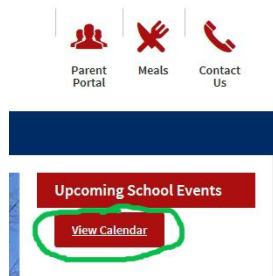 Parent Portal
Meals
Contact Us
Upcoming School Events
View Calendar